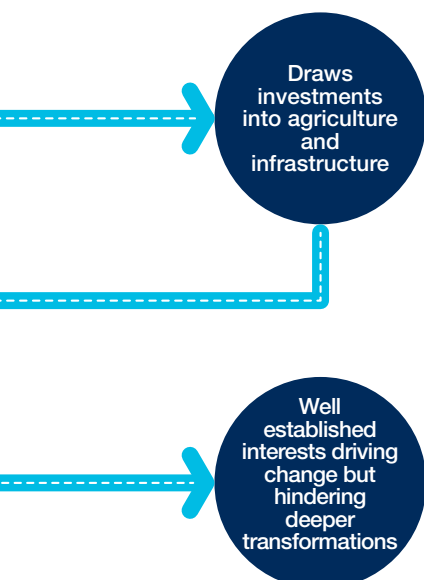 Draws
investments
into agriculture
and
infrastructure
Well
established
interests driving
change but
hindering
deeper
transformations